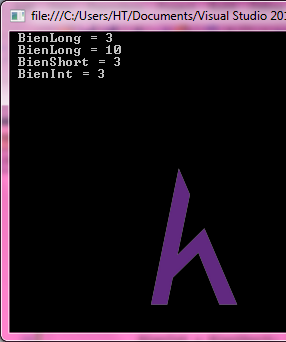 file:///C:/Users/HT/Documents/Visual Studio 201
BienLong = 3
BienLong = 10
BienShort = 3
BienInt = 3